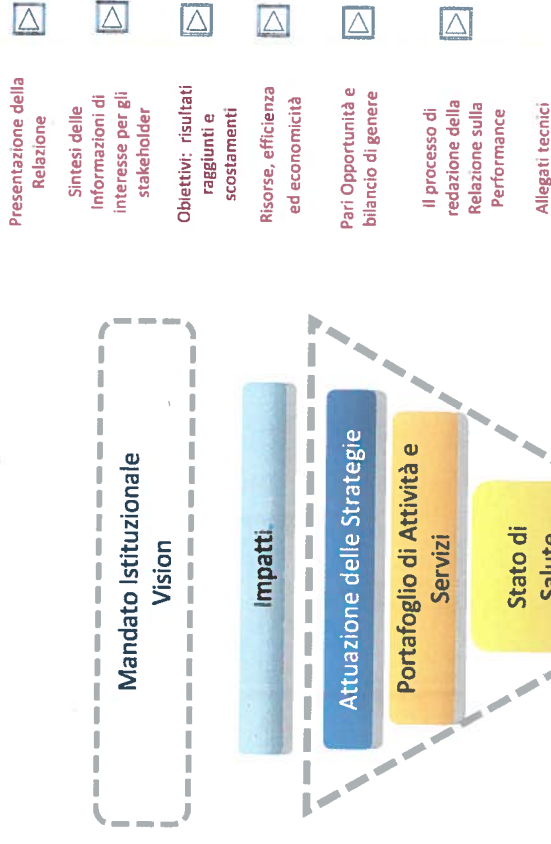 Mandato Istituzionale
Vision
Impatti
Attuazione delle Strategie
Portafoglio di Attività e
Servizi
Stato di
Salute
Presentazione della
Relazione
Sintesi delle
Informazioni di
interesse per gli
stakeholder
Obiettivi: risultati
raggiunti e
scostamenti
Risorse, efficienza
ed economicità
Pari Opportunità e
bilancio di genere
Il processo di
redazione della
Relazione sulla
Performance
Allegati tecnici